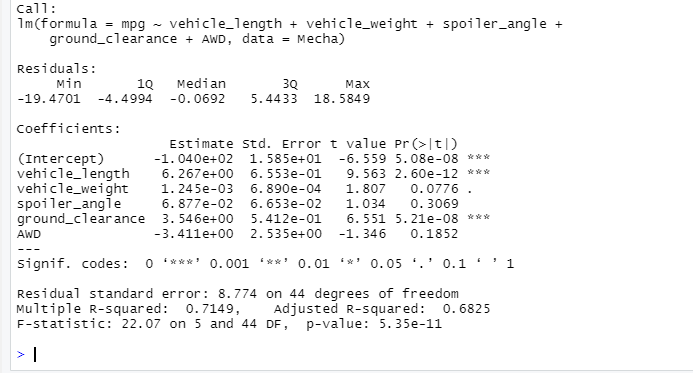 Call:
lm(formula = mpg ~ vehicle_length + vehicle_weight + spoiler_angle +
    ground_clearance + AWD, data = Mecha)

Residuals:
     Min       1Q   Median       3Q      Max
-19.4701  -4.4994  -0.0692   5.4433  18.5849

Coefficients:
                   Estimate Std. Error t value Pr(>|t|)
(Intercept)      -1.040e+02  1.585e+01  -6.559 5.08e-08 ***
vehicle_length    6.267e+00  6.553e-01   9.563 2.60e-12 ***
vehicle_weight    1.245e-03  6.890e-04   1.807   0.0776 .
spoiler_angle     6.877e-02  6.653e-02   1.034   0.3069
ground_clearance  3.546e+00  5.412e-01   6.551 5.21e-08 ***
AWD              -3.411e+00  2.535e+00  -1.346   0.1852
---
Signif. codes:  0 ‘***’ 0.001 ‘**’ 0.01 ‘*’ 0.05 ‘.’ 0.1 ‘ ’ 1

Residual standard error: 8.774 on 44 degrees of freedom
Multiple R-squared:  0.7149,	Adjusted R-squared:  0.6825
F-statistic: 22.07 on 5 and 44 DF,  p-value: 5.35e-11

>